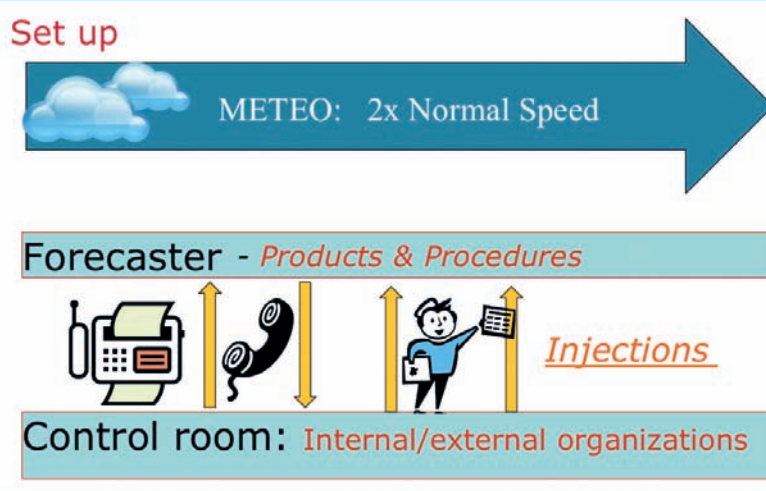 Set up
METEO: 2x Normal Speed
Forecaster - Products & Procedures
Injections
Control room: Internal/external organizations